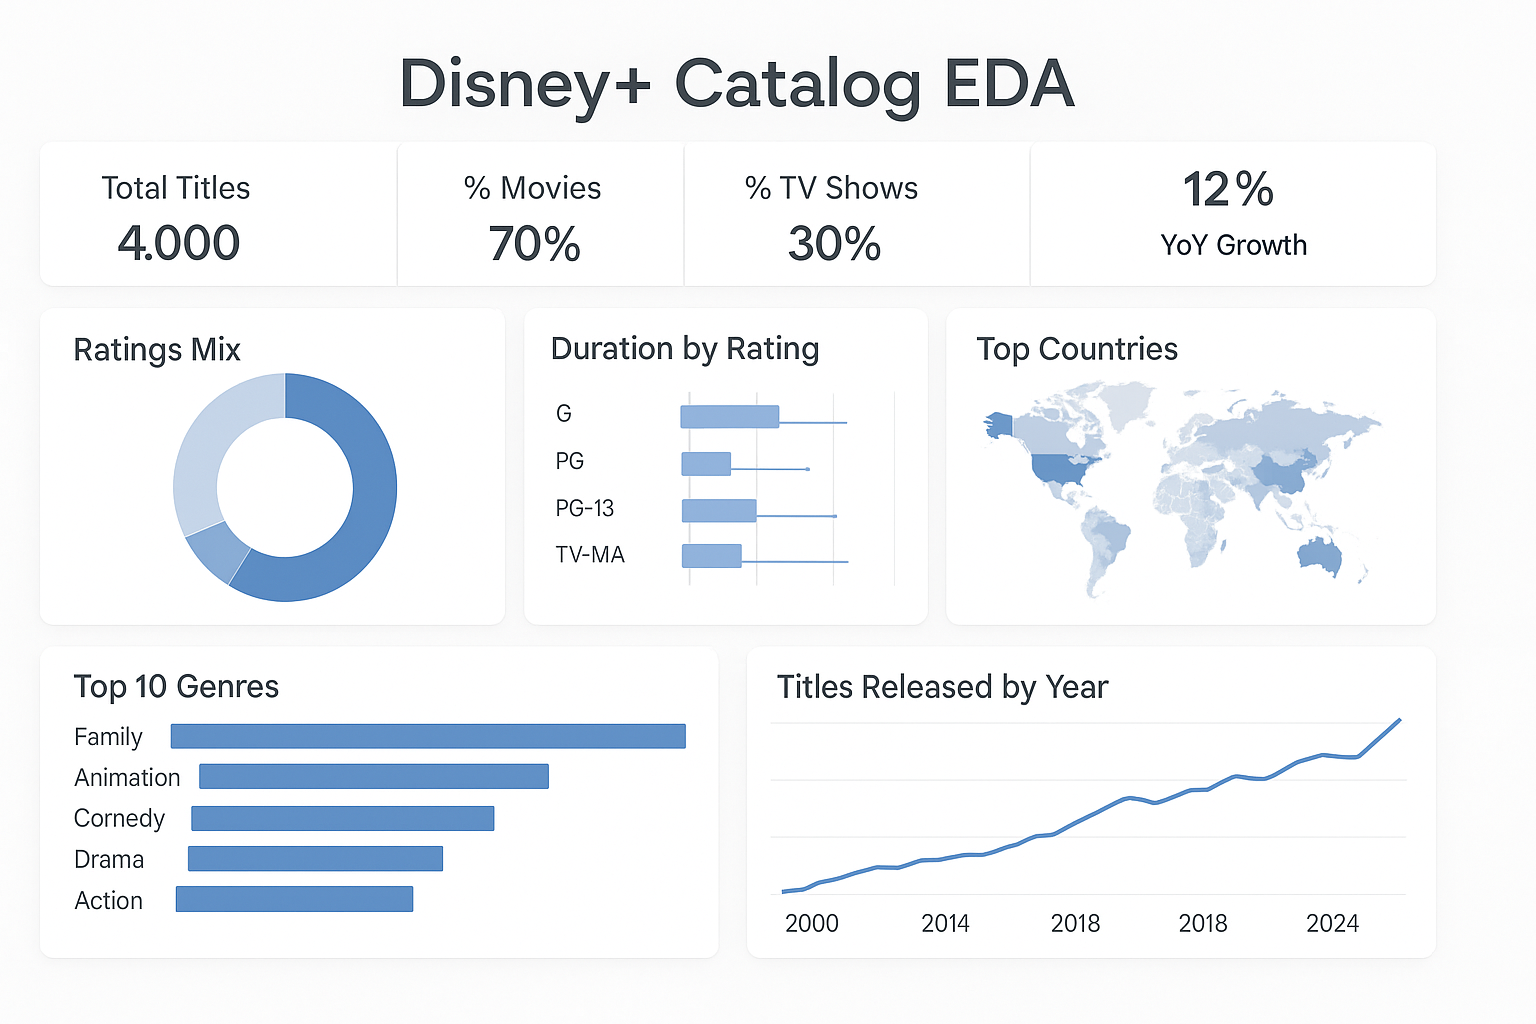 Disney+ Catalog EDA
Total Titles
4.000
% Movies
70%
% TV Shows
30%
12%
YoY Growth
Ratings Mix
Duration by Rating
G
PG
PG-13
TV-MA
Top Countries
Top 10 Genres
Family
Animation
Cornedy
Drama
Action
Titles Released by Year
2000
2014
2018
2018
2024